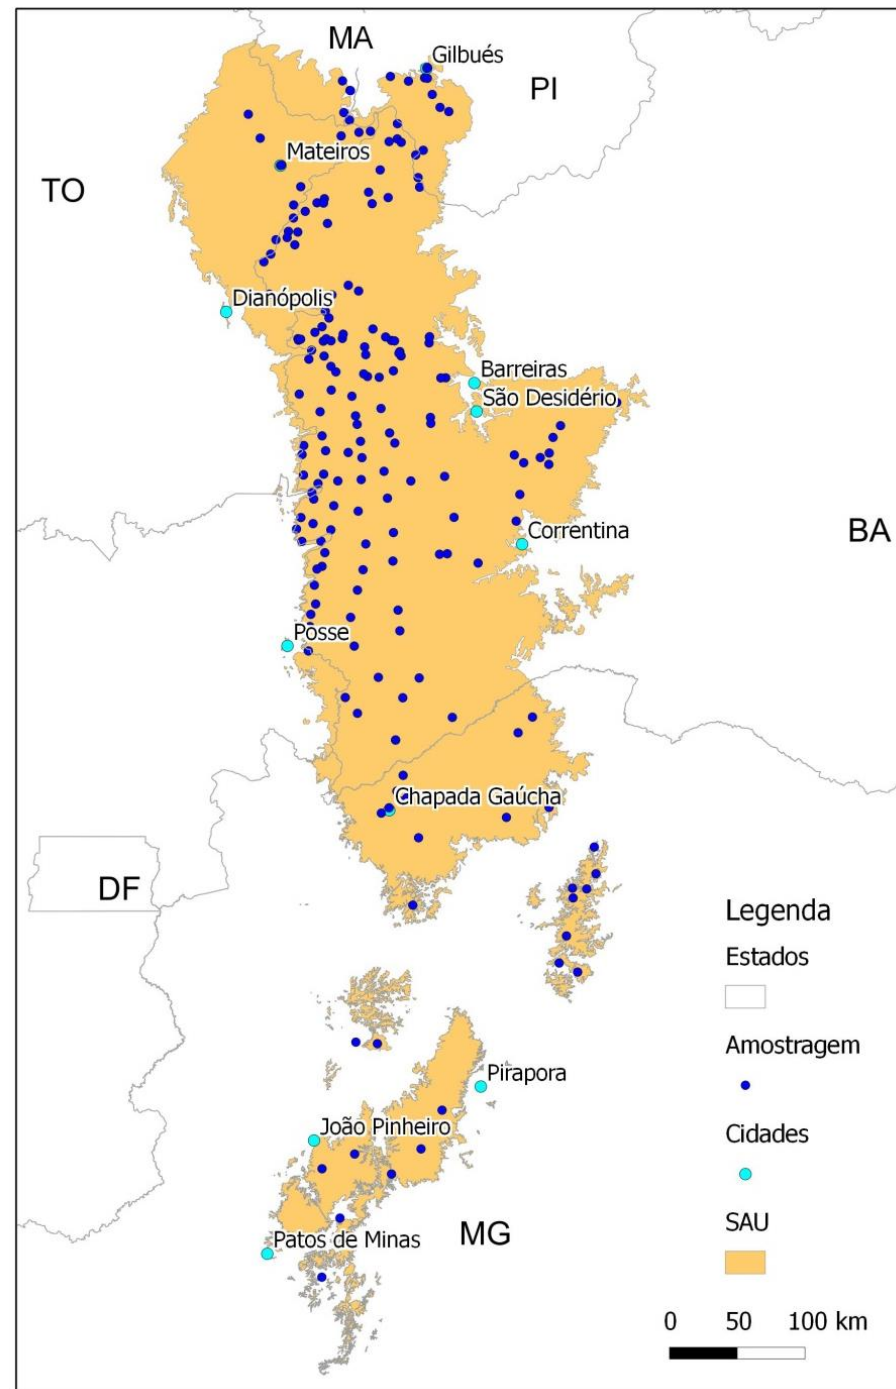 MA
Gilbués
PI
Mateiros
TO
Dianópolis
Barreiras
São Desidério
Correntina
BA
Posse
Chapada Gaúcha
DF
Legenda
Estados
Amostragem
Pirapora
Cidades
João Pinheiro
SAU
MG
Patos de Minas
0 50 100 km